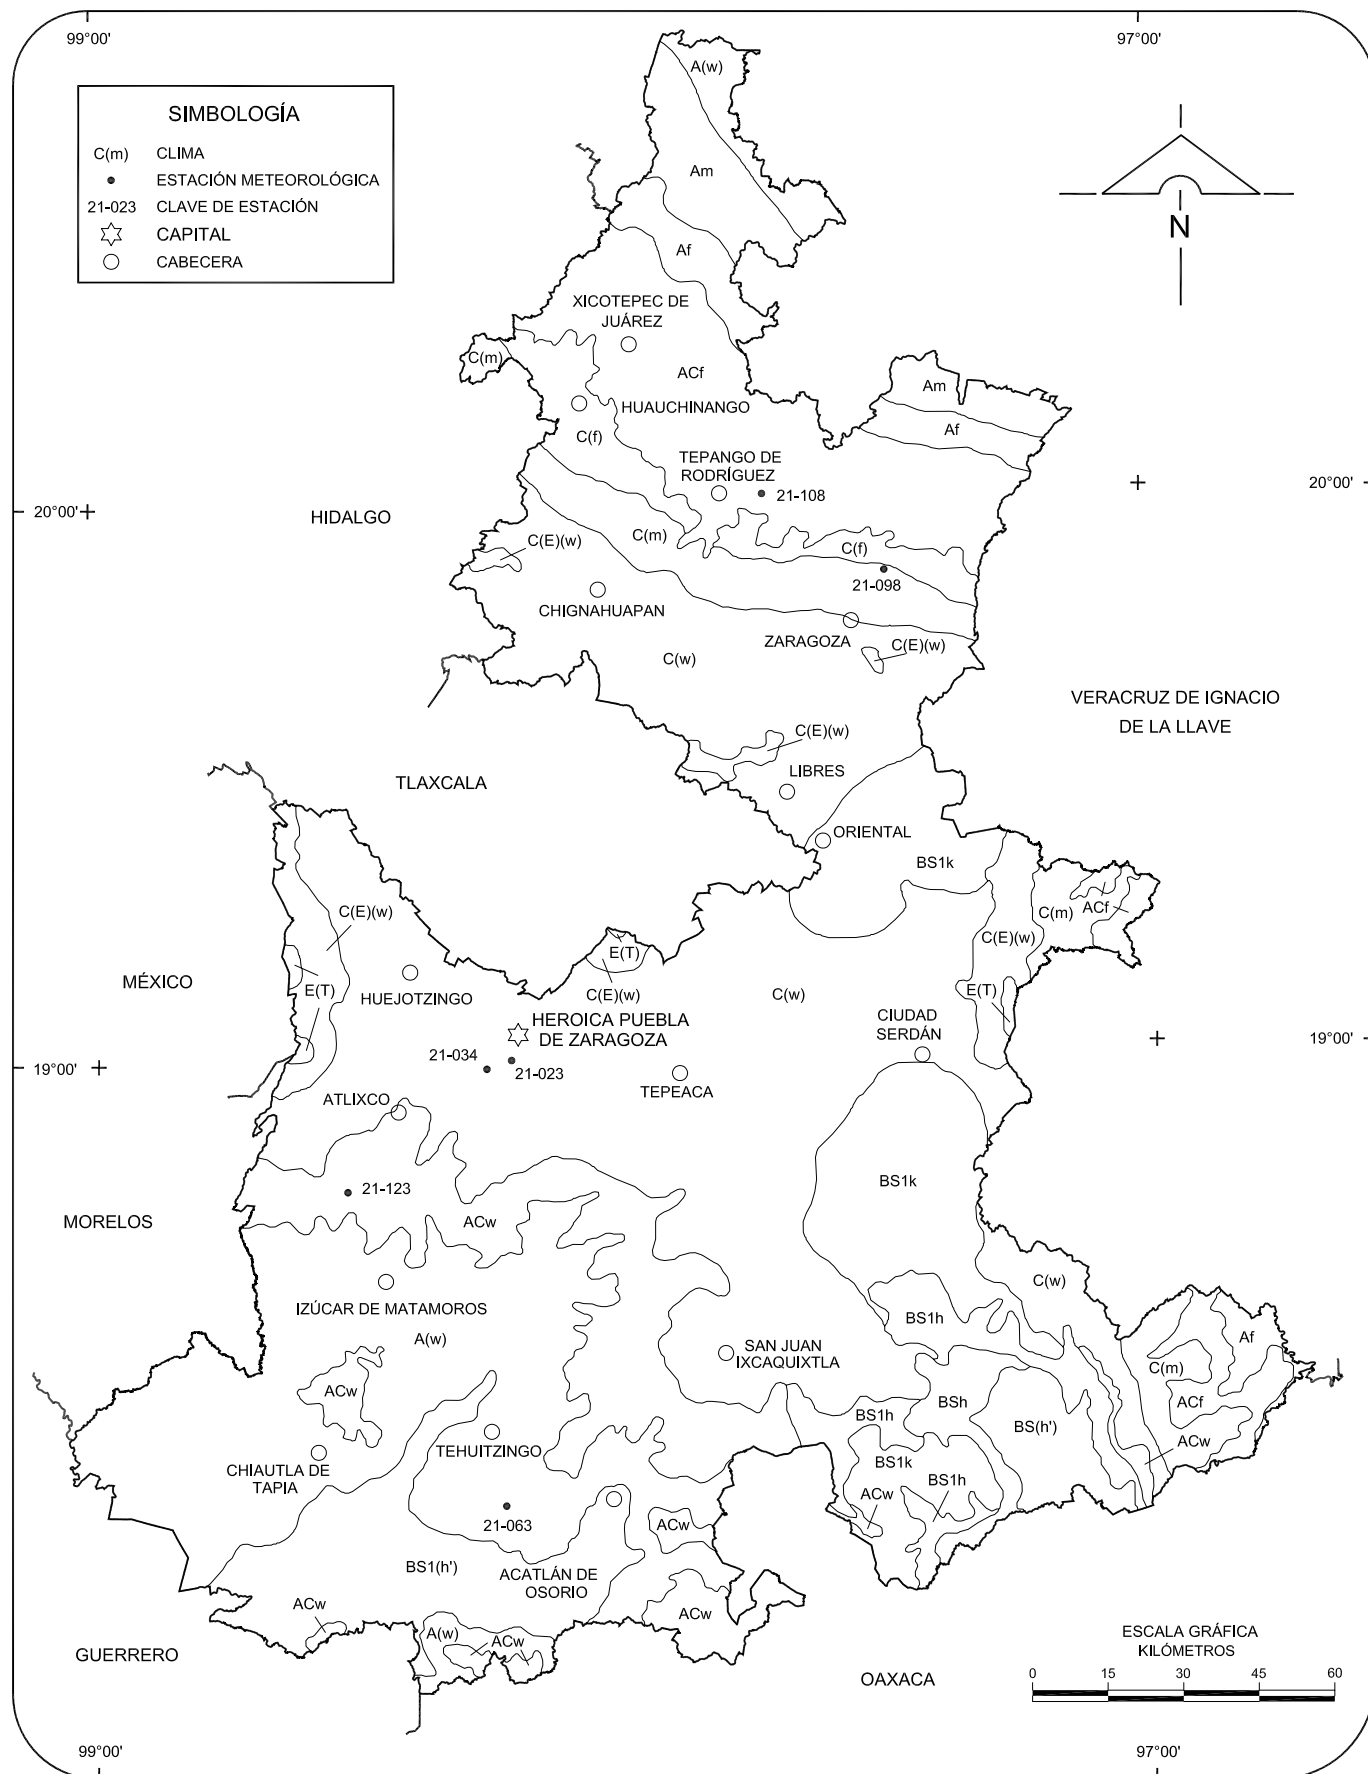 99°00'
97°00'
SIMBOLOGÍA
C(m) CLIMA
ESTACIÓN METEOROLÓGICA
21-023 CLAVE DE ESTACIÓN
CAPITAL
CABECERA
N
A(w)
Am
Af
XICOTEPEC DE
JUÁREZ
C(m)
ACf
Am
HUAUCHINANGO
Af
C(f)
TEPANGO DE
RODRÍGUEZ
21-108
20°00'
20°00'
HIDALGO
C(E)(w)
C(m)
C(f)
21-098
CHIGNAHUAPAN
ZARAGOZA
C(E)(w)
C(w)
VERACRUZ DE IGNACIO
DE LA LLAVE
C(E)(w)
LIBRES
TLAXCALA
ORIENTAL
BS1k
C(E)(w)
C(m)
ACf
C(E)(w)
E(T)
MÉXICO
E(T)
HUEJOTZINGO
C(E)(w)
C(w)
E(T)
HEROICA PUEBLA
DE ZARAGOZA
CIUDAD
SERDÁN
19°00'
19°00'
21-034
21-023
TEPEACA
ATLIXCO
21-123
BS1k
MORELOS
ACw
C(w)
IZÚCAR DE MATAMOROS
A(w)
BS1h
SAN JUAN
IXCAQUIXTLA
Af
C(m)
ACw
BSh
ACf
BS1h
BS(h')
TEHUITZINGO
ACw
CHIAUTLA DE
TAPIA
BS1k
BS1h
ACw
21-063
ACw
BS1(h')
ACATLÁN DE
OSORIO
ACw
ACw
A(w)
ACw
GUERRERO
OAXACA
ESCALA GRÁFICA
KILÓMETROS
0 15 30 45 60
99°00'
97°00'